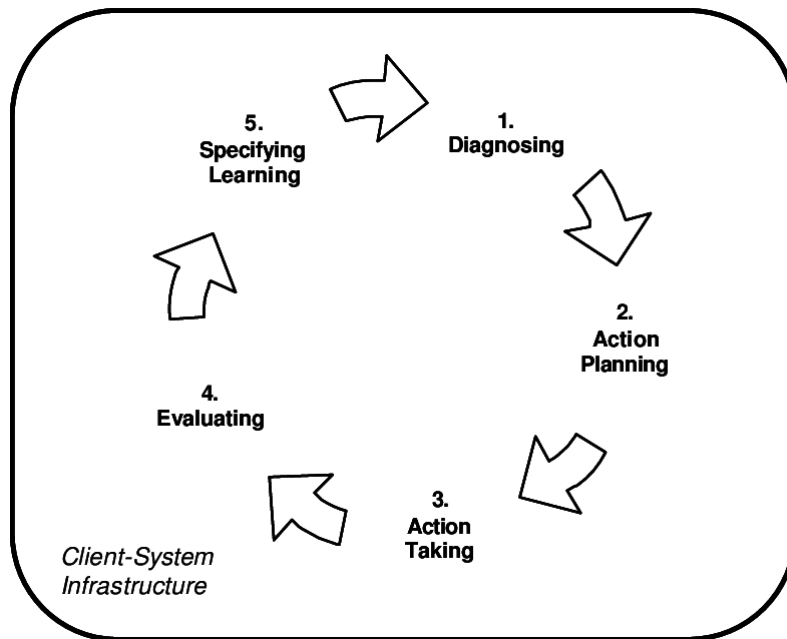 1.
Diagnosing
2.
Action
Planning
3.
Action
Taking
4.
Evaluating
5.
Specifying
Learning
Client-System
Infrastructure